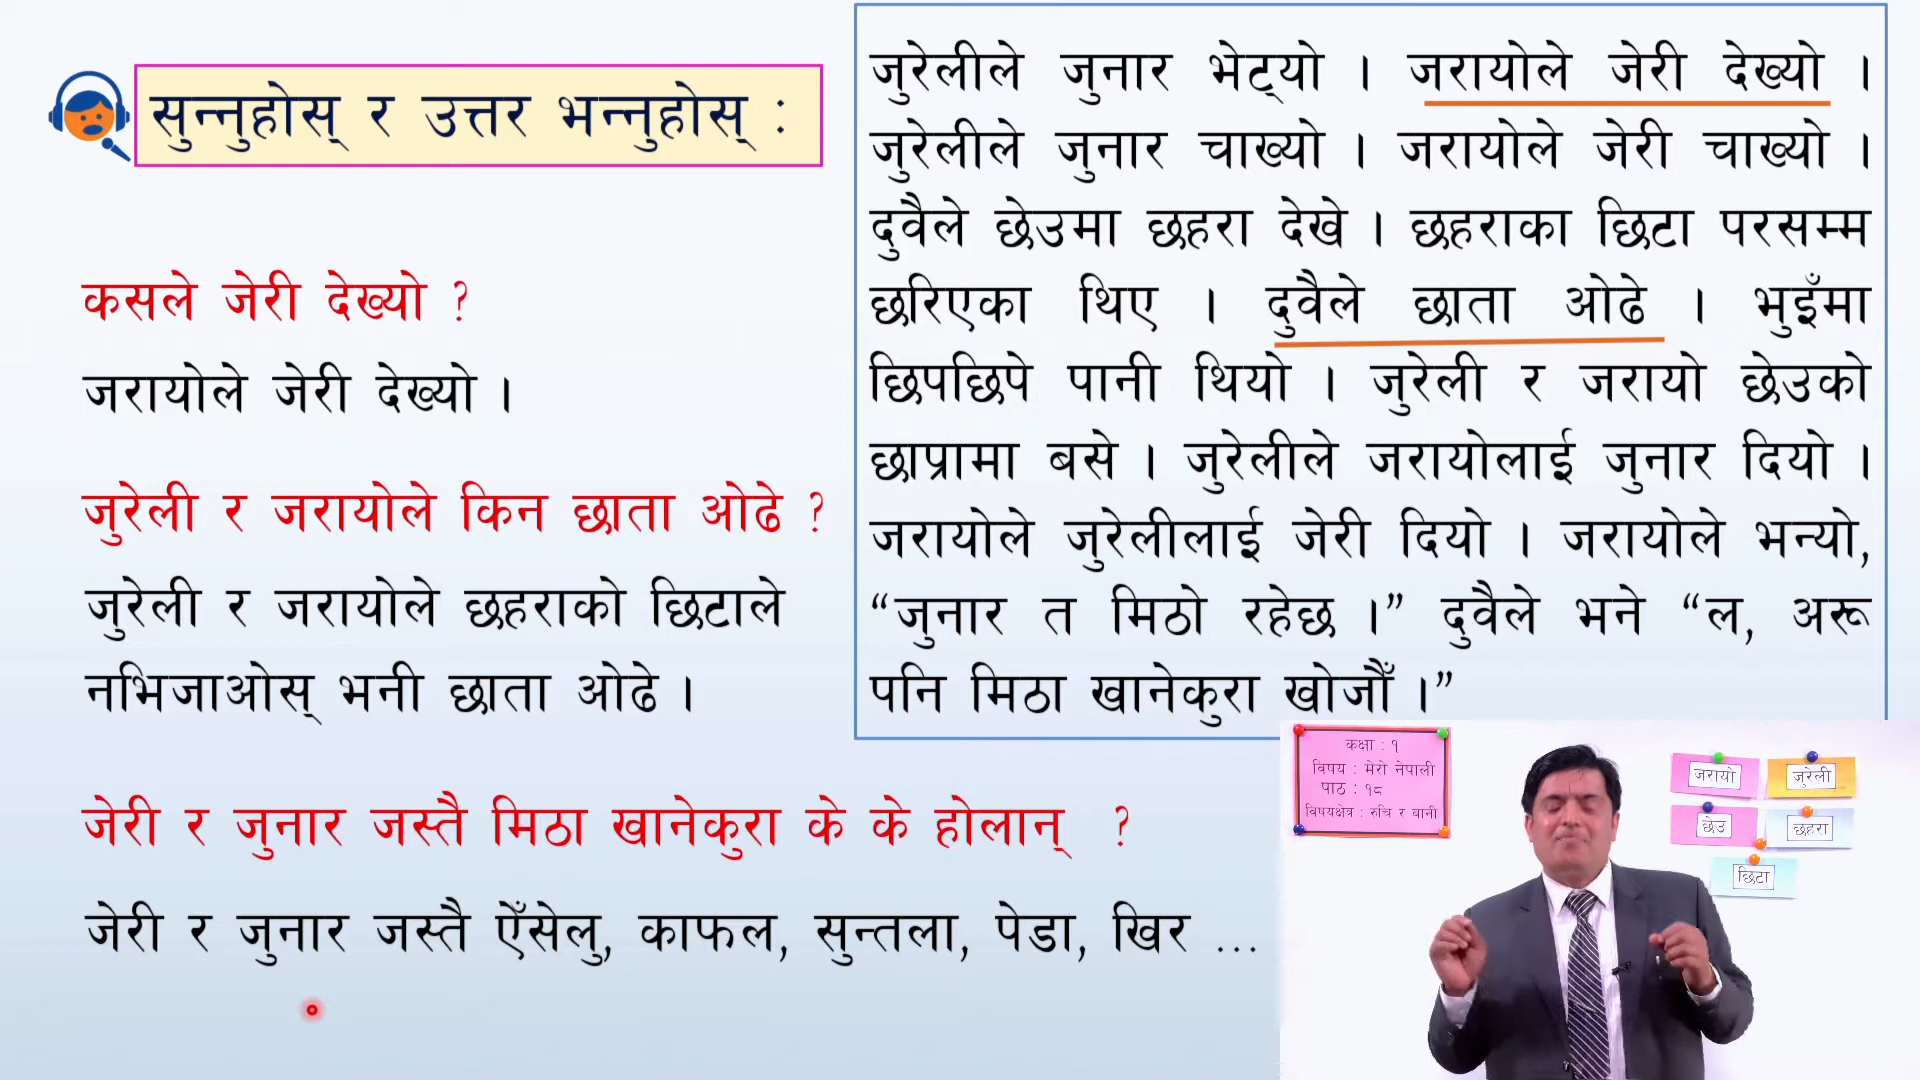 सुन्नुहोस् र उत्तर भन्नुहोस् :
कसले जेरी देख्यो ?
जरायोले जेरी देख्यो ।
जुरेली र जरायोले किन छाता ओढे ?
जुरेली र जरायोले छहराको छिटाले
नभिजाओस् भनी छाता ओढे ।
जेरी र जुनार जस्तै मिठा खानेकुरा के के होलान् ?
जेरी र जुनार जस्तै ऐँसेलु, काफल, सुन्तला, पेडा, खिर ...
जुरेलीले जुनार भेट्यो । जरायोले जेरी देख्यो ।
जुरेलीले जुनार चाख्यो । जरायोले जेरी चाख्यो ।
दुवैले छेउमा छहरा देखे । छहराका छिटा परसम्म
छरिएका थिए । दुवैले छाता ओढे । भुइँमा
छिपछिपे पानी थियो । जुरेली र जरायो छेउको
छाप्रामा बसे । जुरेलीले जरायोलाई जुनार दियो ।
जरायोले जुरेलीलाई जेरी दियो । जरायोले भन्यो,
“जुनार त मिठो रहेछ ।” दुवैले भने “ल, अरू
पनि मिठा खानेकुरा खोजौँ ।”
कक्षा : १
विषय : मेरो नेपाली
पाठ : १८
विषयक्षेत्र : रुचि र बानी
जरायो
जुरेली
छेउ
छहरा
छिटा